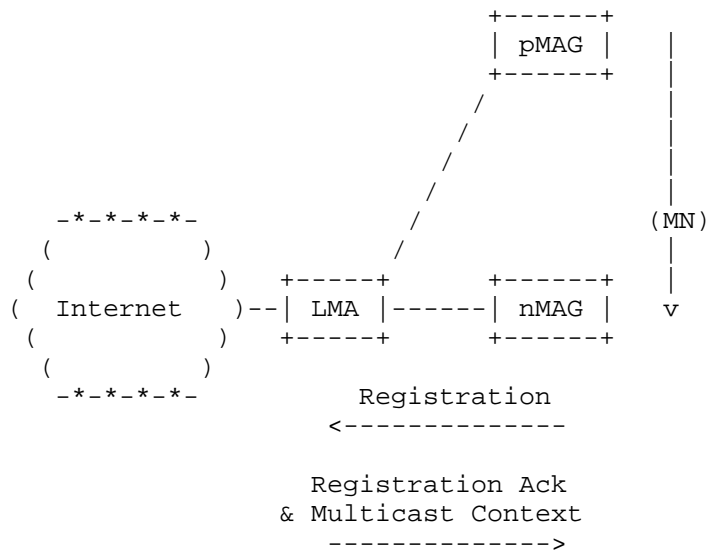 pMAG
(MN)
Internet
LMA
nMAG
v
Registration
Registration Ack
& Multicast Context